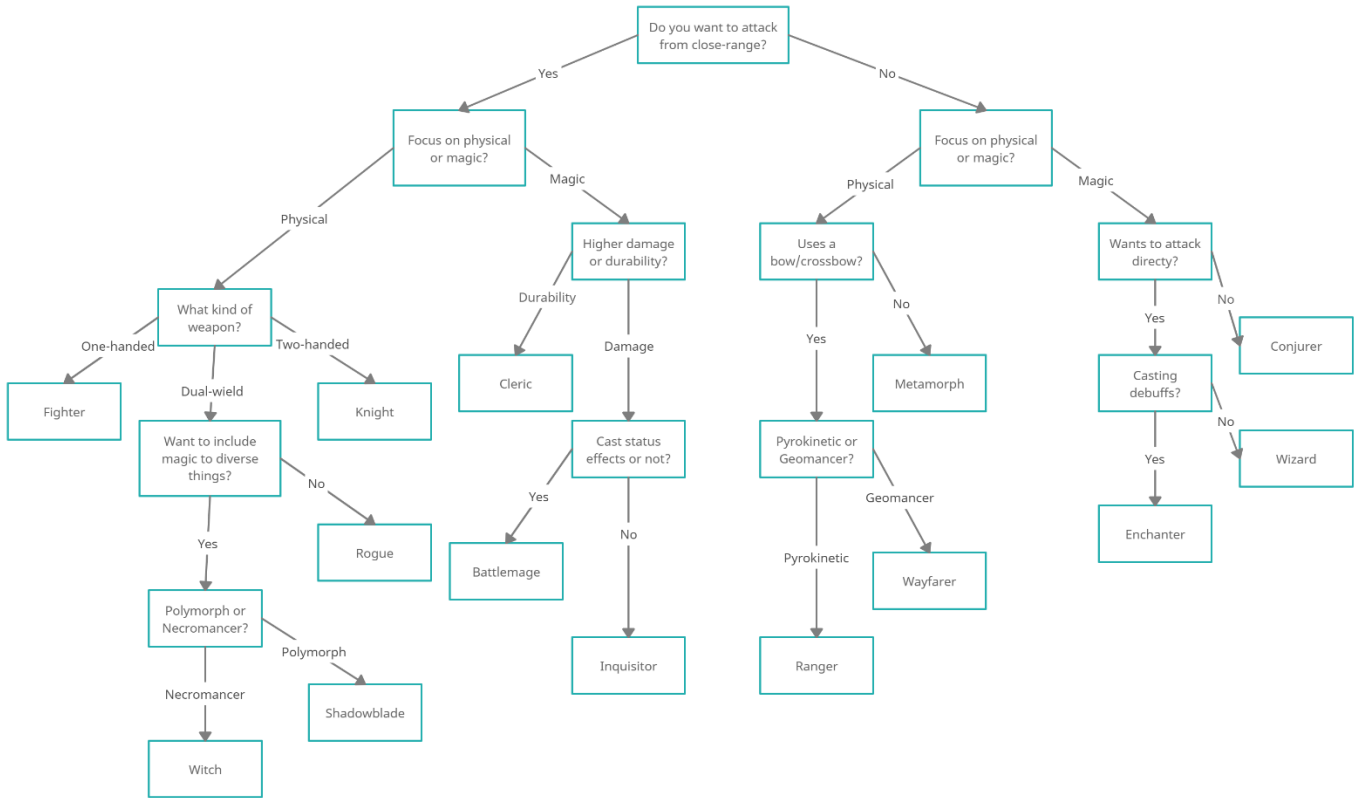 Do you want to attack
from close-range?
Yes
No
Focus on physical
or magic?
Focus on physical
or magic?
Physical
Magic
Physical
Magic
Higher damage
or durability?
Uses a
bow/crossbow?
Wants to attack
directy?
What kind of
weapon?
Durability
Damage
Yes
No
Yes
No
One-handed
Dual-wield
Two-handed
Conjurer
Fighter
Knight
Cleric
Metamorph
Casting
debuffs?
Want to include
magic to diverse
things?
Cast status
effects or not?
Pyrokinetic or
Geomancer?
Yes
No
Wizard
Yes
No
Yes
No
Pyrokinetic
Geomancer
Enchanter
Rogue
Battlemage
Wayfarer
Polymorph or
Necromancer?
Inquisitor
Ranger
Necromancer
Polymorph
Shadowblade
Witch